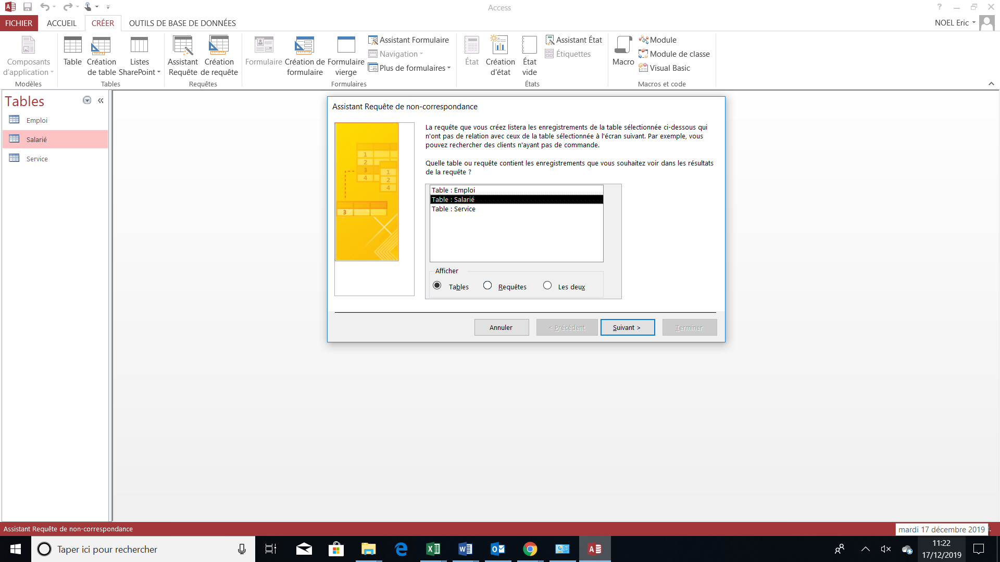 Access
FICHIER ACCUEIL CRÉER OUTILS DE BASE DE DONNÉES
NOEL Eric
Composants d'application
Modèles
Table
Création de table
Listes SharePoint
Tables
Assistant Requête
Création de requête
Requêtes
Formulaire
Création de formulaire
Formulaire vierge
Assistant Formulaire
Navigation
Plus de formulaires
Formulaires
État
Création d'état
État vide
Assistant État
Étiquettes
États
Macro
Module
Module de classe
Visual Basic
Macros et code
Tables
Emploi
Salarié
Service
Assistant Requête de non-correspondance
La requête que vous créez listera les enregistrements de la table sélectionnée ci-dessous qui
n'ont pas de relation avec ceux de la table sélectionnée à l'écran suivant. Par exemple, vous
pouvez rechercher des clients n'ayant pas de commande.
Quelle table ou requête contient les enregistrements que vous souhaitez voir dans les résultats
de la requête ?
1
2
3
4
1
2
4
3
Table : Emploi
Table : Salarié
Table : Service
Afficher
Tables Requêtes Les deux
Annuler < Précédent Suivant > Terminer
Assistant Requête de non-correspondance
mardi 17 décembre 2019
Taper ici pour rechercher
11:22
17/12/2019